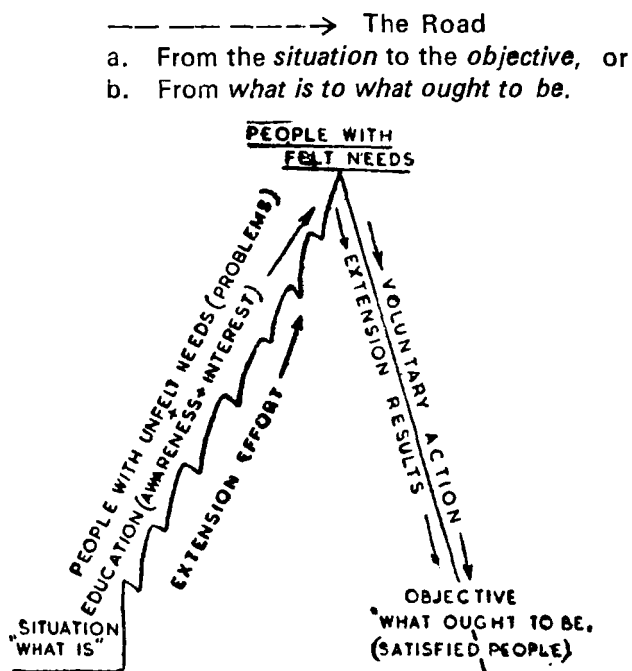 The Road
a. From the situation to the objective, or
b. From what is to what ought to be.
PEOPLE WITH
FELT NEEDS
PEOPLE WITH UNFELT NEEDS (PROBLEMS)
+
EDUCATION (AWARENESS + INTEREST)
EXTENSION EFFORT
VOLUNTARY ACTION
EXTENSION RESULTS
"SITUATION
"WHAT IS"
OBJECTIVE
"WHAT OUGHT TO BE.
(SATISFIED PEOPLE)